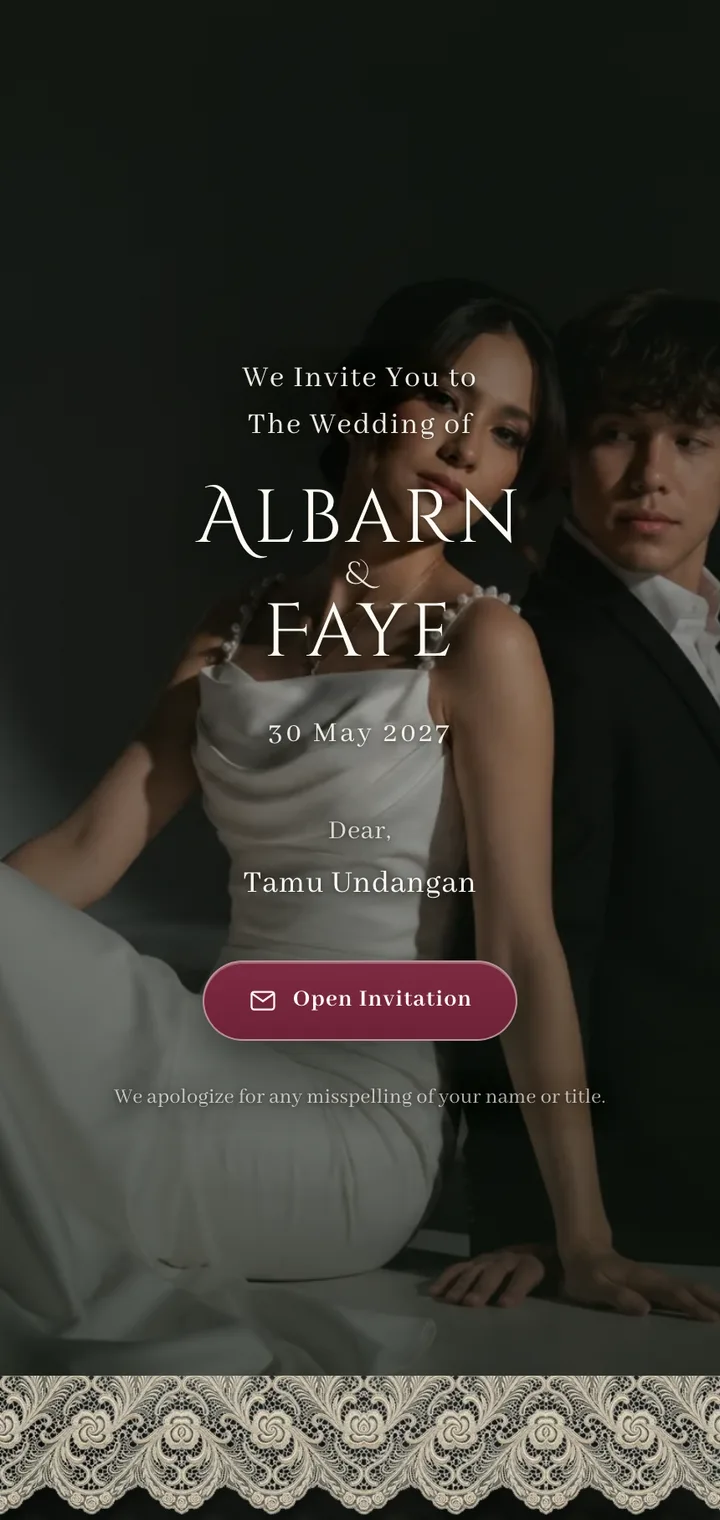 We Invite You to
The Wedding of
ALBARN
&
FAYE
30 May 2027
Dear,
Tamu Undangan
Open Invitation
We apologize for any misspelling of your name or title.